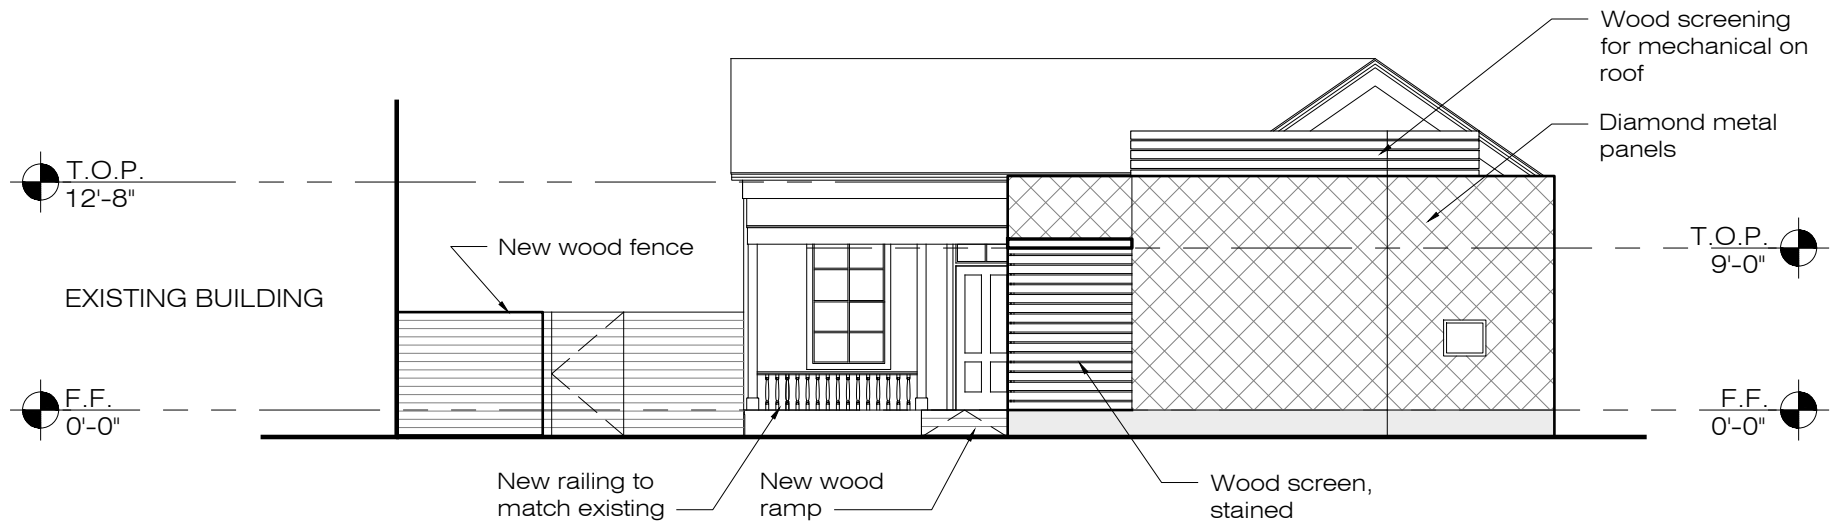 Wood screening
for mechanical on
roof
Diamond metal
panels
T.O.P.
12'-8"
New wood fence
T.O.P.
9'-0"
EXISTING BUILDING
F.F.
0'-0"
F.F.
0'-0"
New railing to
match existing
New wood
ramp
Wood screen,
stained